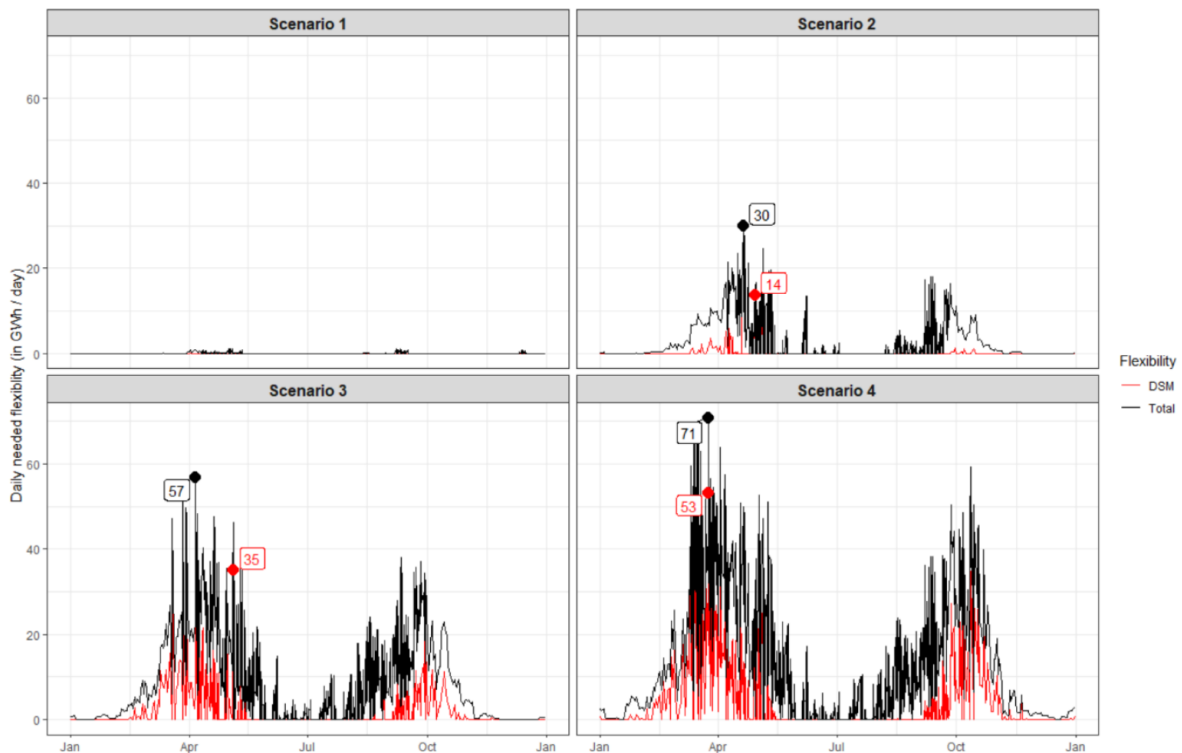 Scenario 1
Scenario 2
60
40
20
0
30
14
Scenario 3
Scenario 4
60
40
20
0
57
35
71
53
Jan
Apr
Jul
Oct
Jan
Jan
Apr
Jul
Oct
Jan
Daily needed flexiblity (in GWh / day)
Flexibility
DSM
Total